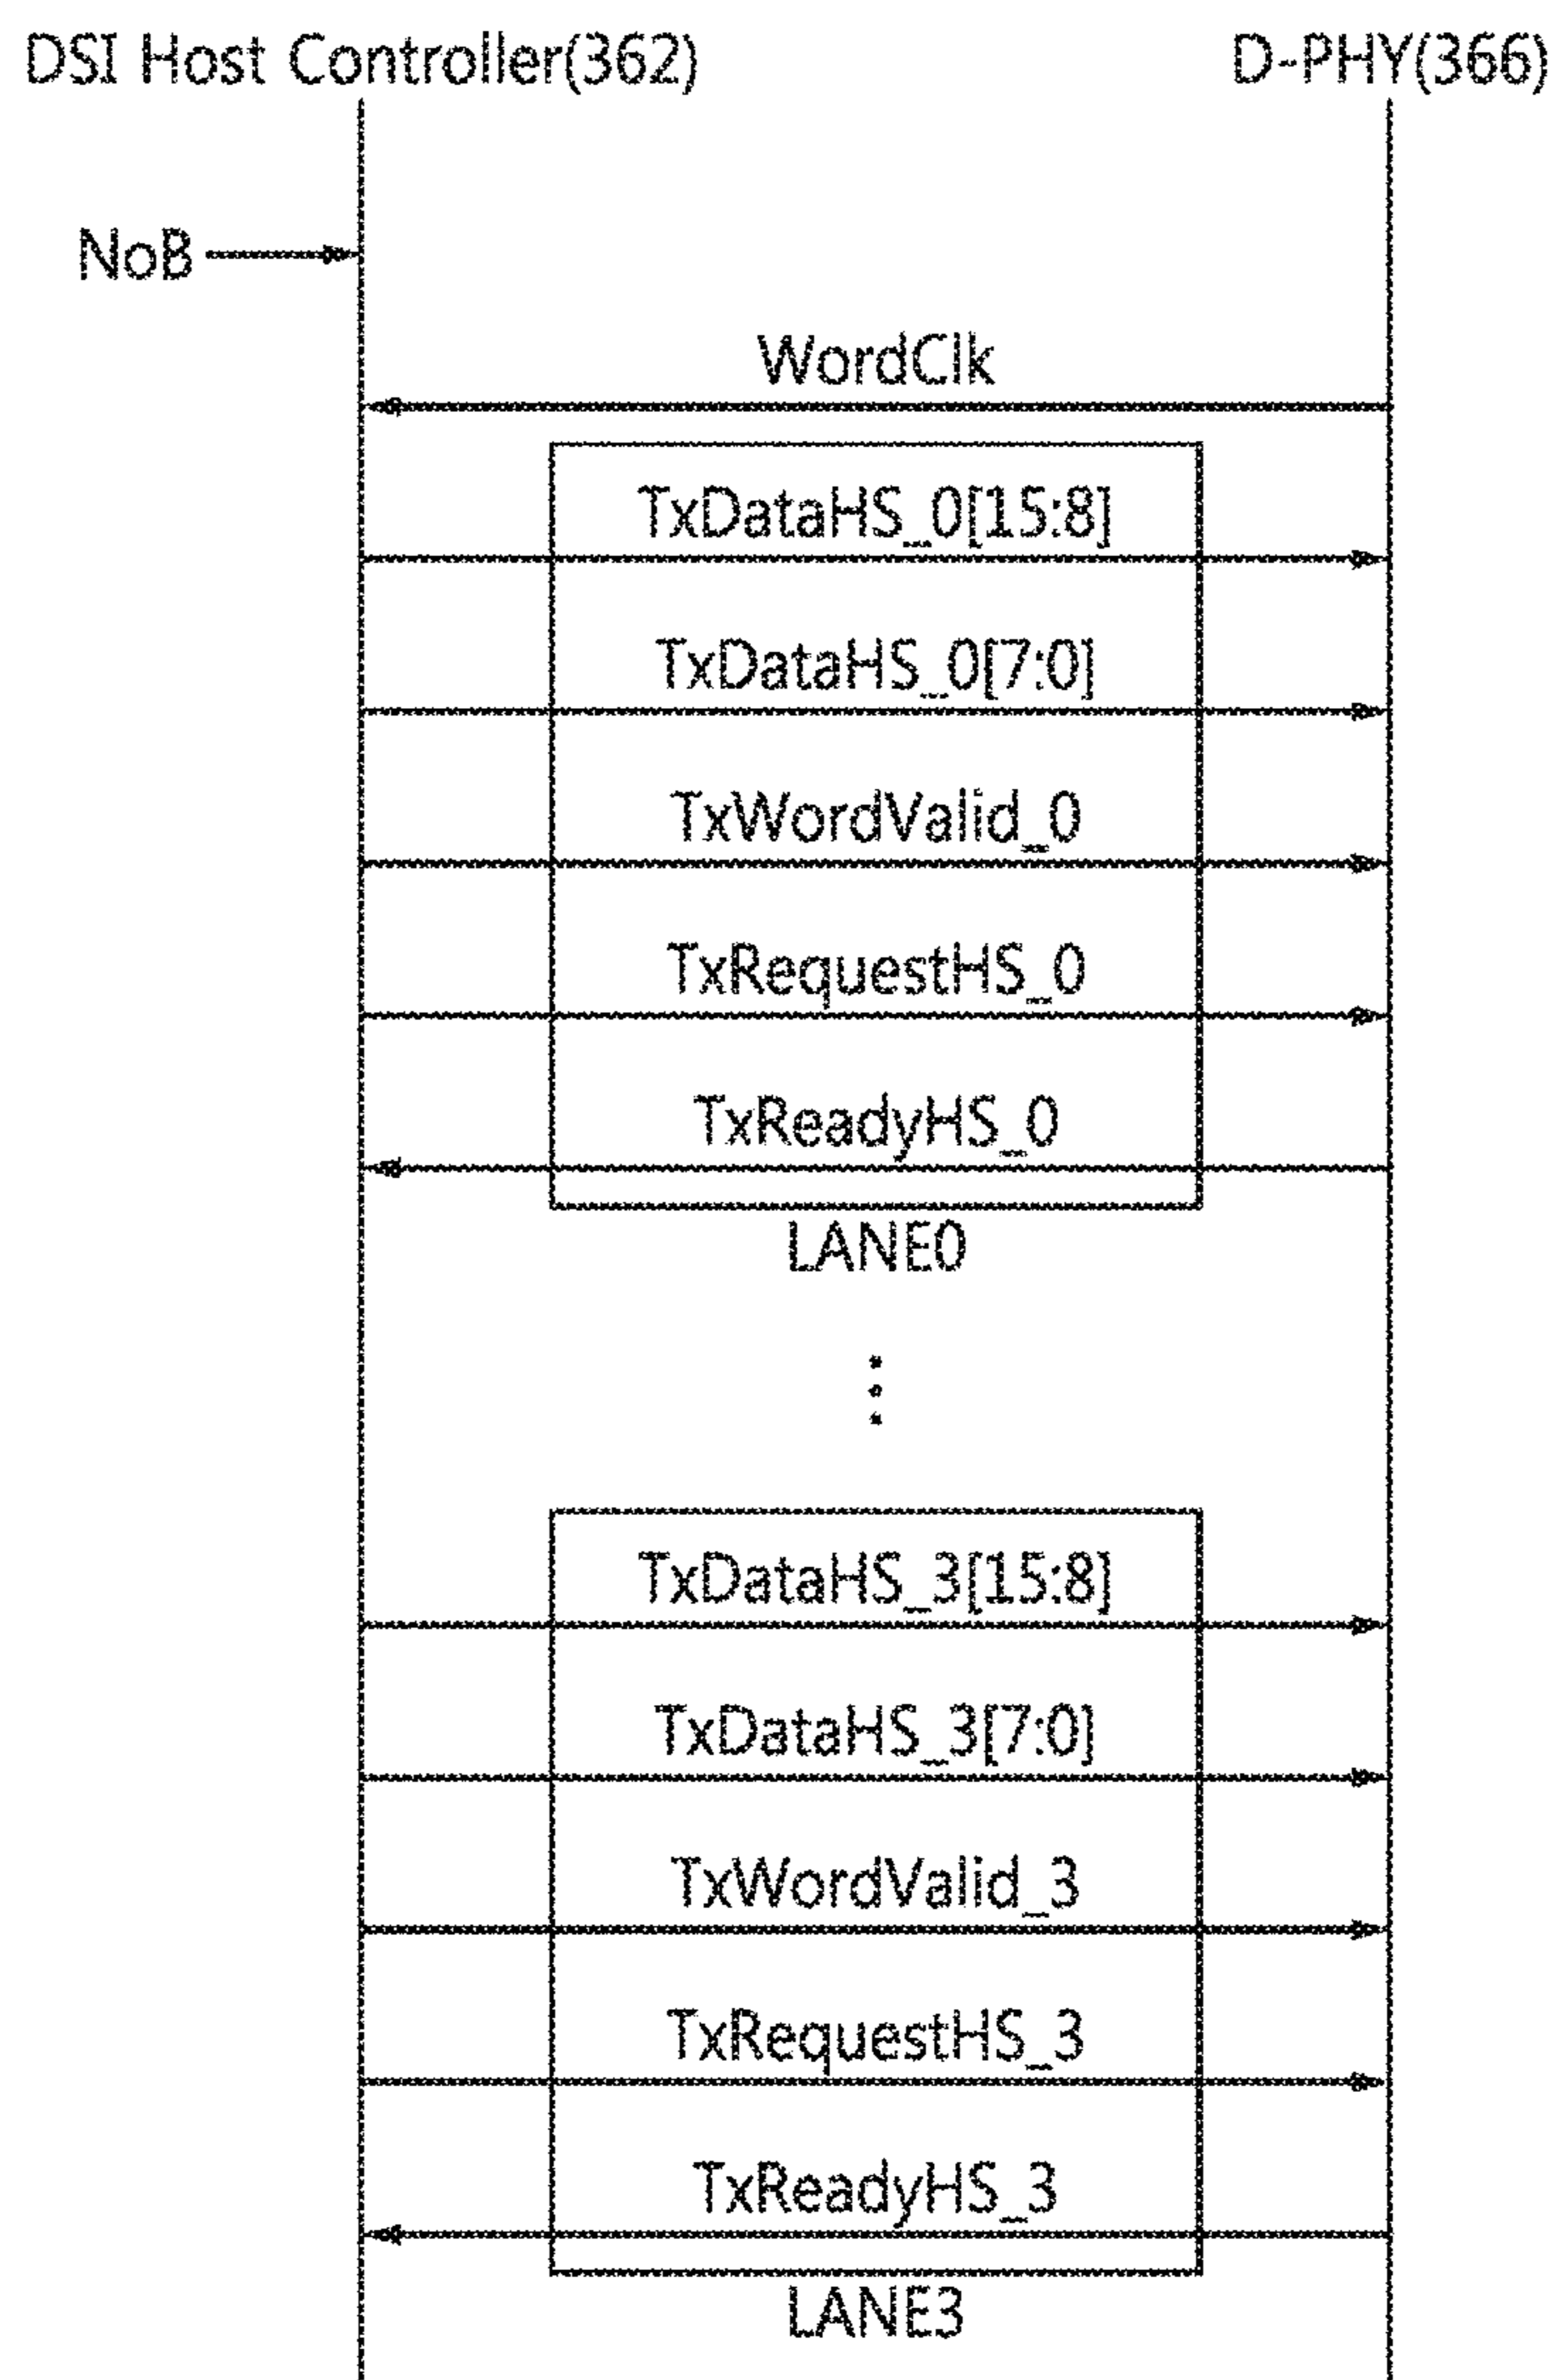 DSI Host Controller(362) D-PHY(366)
NoB
WordClk
TxDataHS_0[15:8]
TxDataHS_0[7:0]
TxWordValid_0
TxRequestHS_0
TxReadyHS_0
LANE0
TxDataHS_3[15:8]
TxDataHS_3[7:0]
TxWordValid_3
TxRequestHS_3
TxReadyHS_3
LANE3